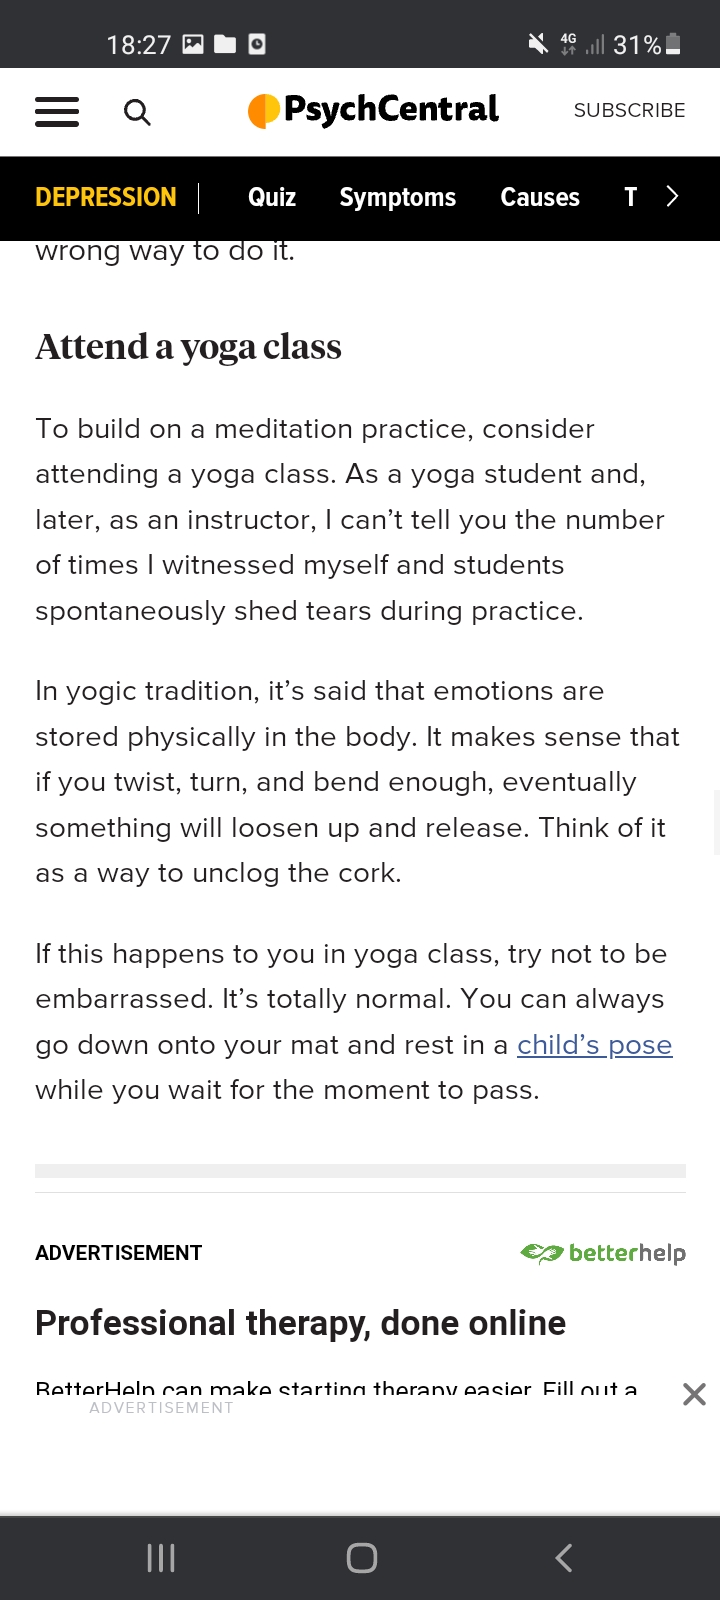 18:27
4G
31%
PsychCentral
SUBSCRIBE
DEPRESSION
Quiz
Symptoms
Causes
T
wrong way to do it.
Attend a yoga class
To build on a meditation practice, consider
attending a yoga class. As a yoga student and,
later, as an instructor, I can’t tell you the number
of times I witnessed myself and students
spontaneously shed tears during practice.
In yogic tradition, it’s said that emotions are
stored physically in the body. It makes sense that
if you twist, turn, and bend enough, eventually
something will loosen up and release. Think of it
as a way to unclog the cork.
If this happens to you in yoga class, try not to be
embarrassed. It’s totally normal. You can always
go down onto your mat and rest in a child’s pose
while you wait for the moment to pass.
ADVERTISEMENT
betterhelp
Professional therapy, done online
BetterHelp can make starting therapy easier. Fill out a
ADVERTISEMENT